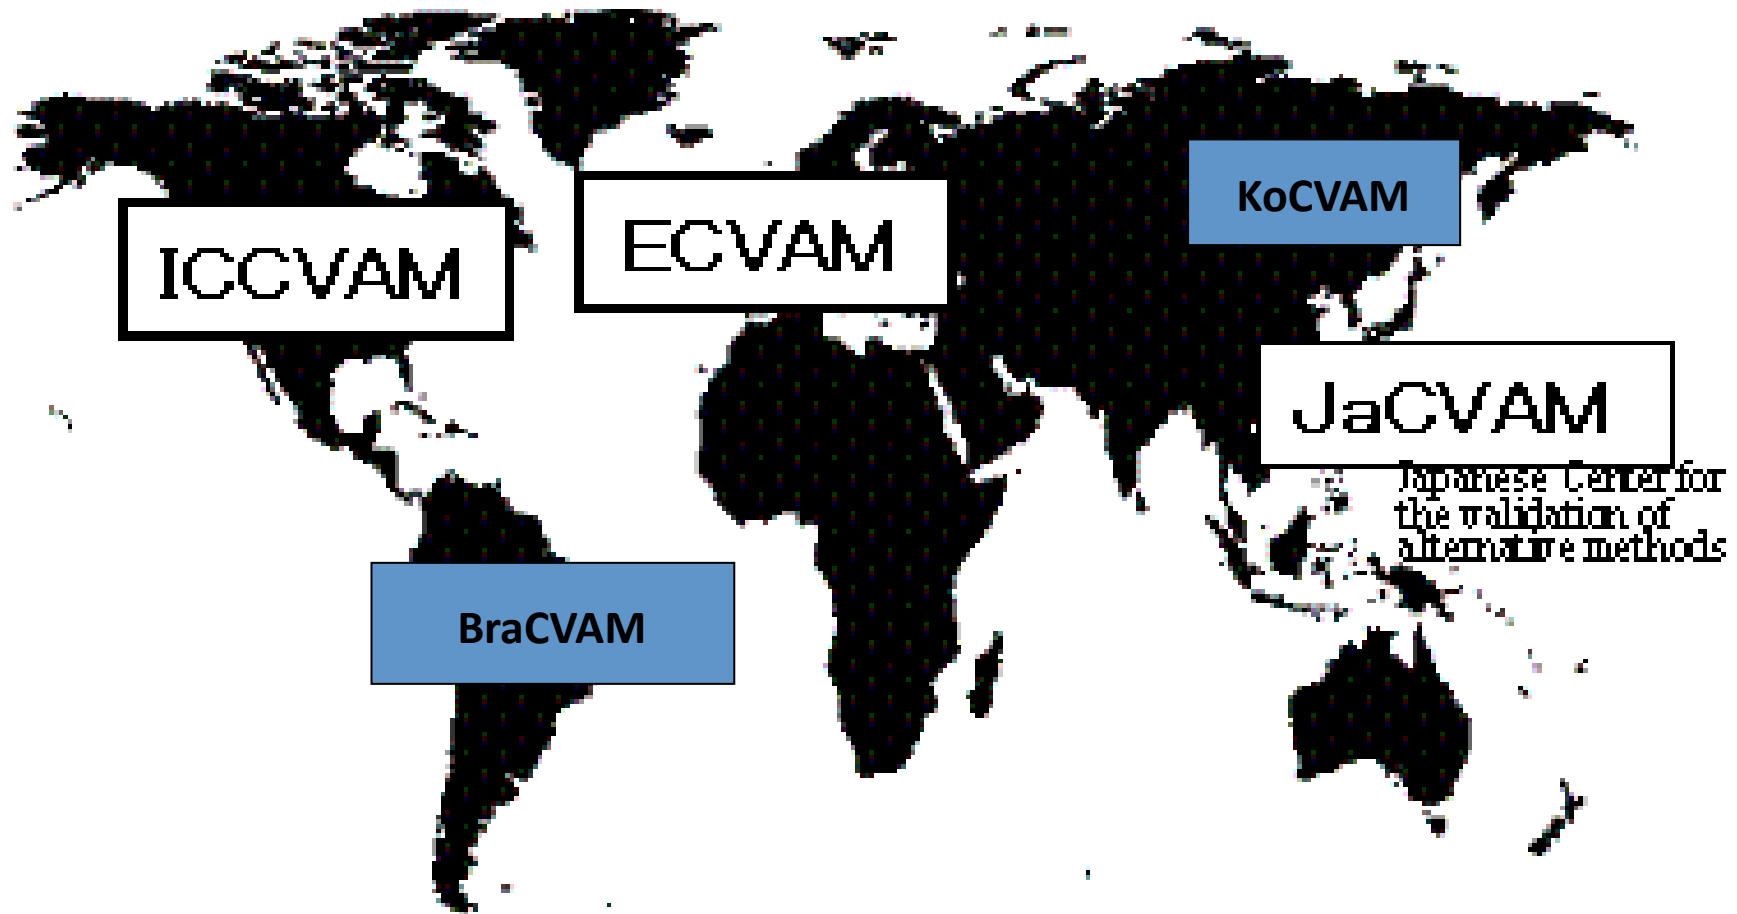 KoCVAM
ECVAM
ICCVAM
JaCVAM
Japanese Center for
the validation of
alternative methods
BraCVAM